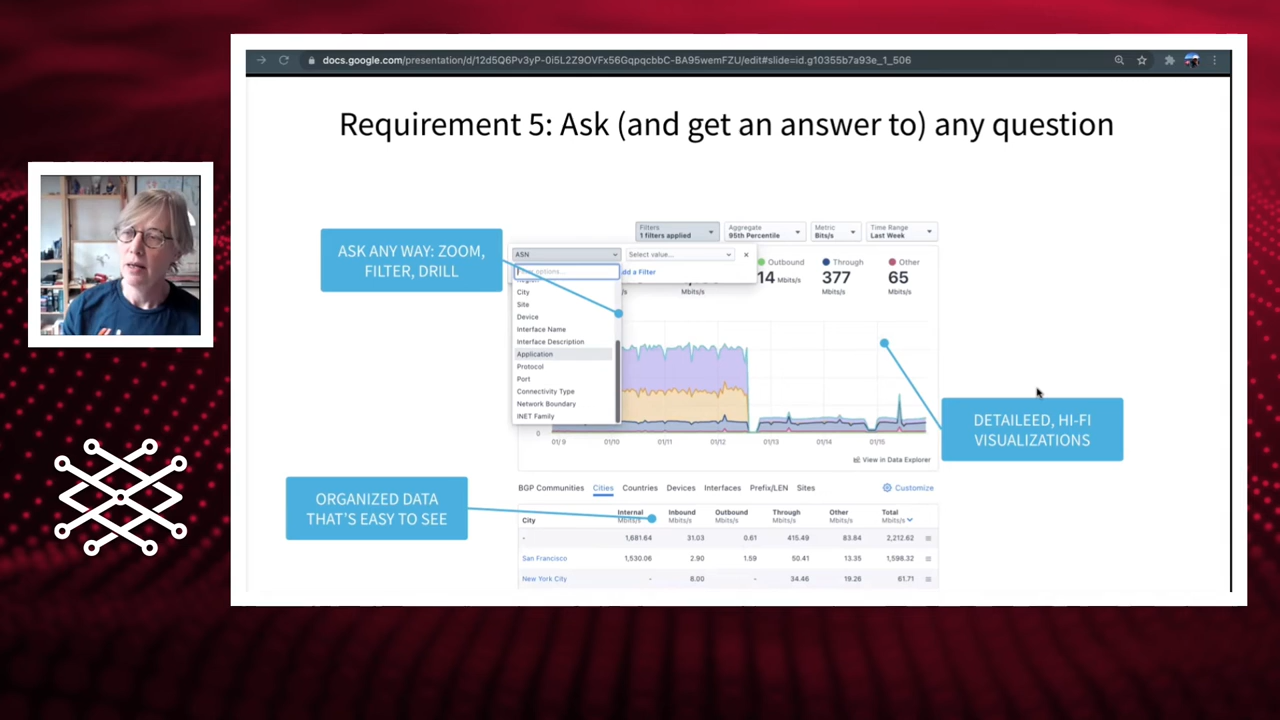 docs.google.com/presentation/d/12d5Q6Pv3yP-0i5L2Z9OVFx56GqpqcbbC-BA95wemFZU/edit#slide=id.g10355b7a93e_1_506
Requirement 5: Ask (and get an answer to) any question
ASK ANY WAY: ZOOM,
FILTER, DRILL
Filters
1 filters applied
Aggregate
95th Percentile
Metric
Bits/s
Time Range
Last Week
ASN
Select value...
options...
Add a Filter
Region
City
Site
Device
Interface Name
Interface Description
Application
Protocol
Port
Connectivity Type
Network Boundary
INET Family
Mbits/s
Outbound
14 Mbits/s
Through
377
Mbits/s
Other
65
Mbits/s
0
01/ 9
01/10
01/11
01/12
01/13
01/14
01/15
View in Data Explorer
DETAILEED, HI-FI
VISUALIZATIONS
ORGANIZED DATA
THAT'S EASY TO SEE
BGP Communities Cities Countries Devices Interfaces Prefix/LEN Sites Customize
City Internal Mbits/s Inbound Mbits/s Outbound Mbits/s Through Mbits/s Other Mbits/s Total Mbits/s
- 1,681.64 31.03 0.61 415.49 83.84 2,212.62
San Francisco 1,530.06 2.90 1.59 50.41 13.35 1,598.32
New York City - 8.00 - 34.46 19.26 61.71